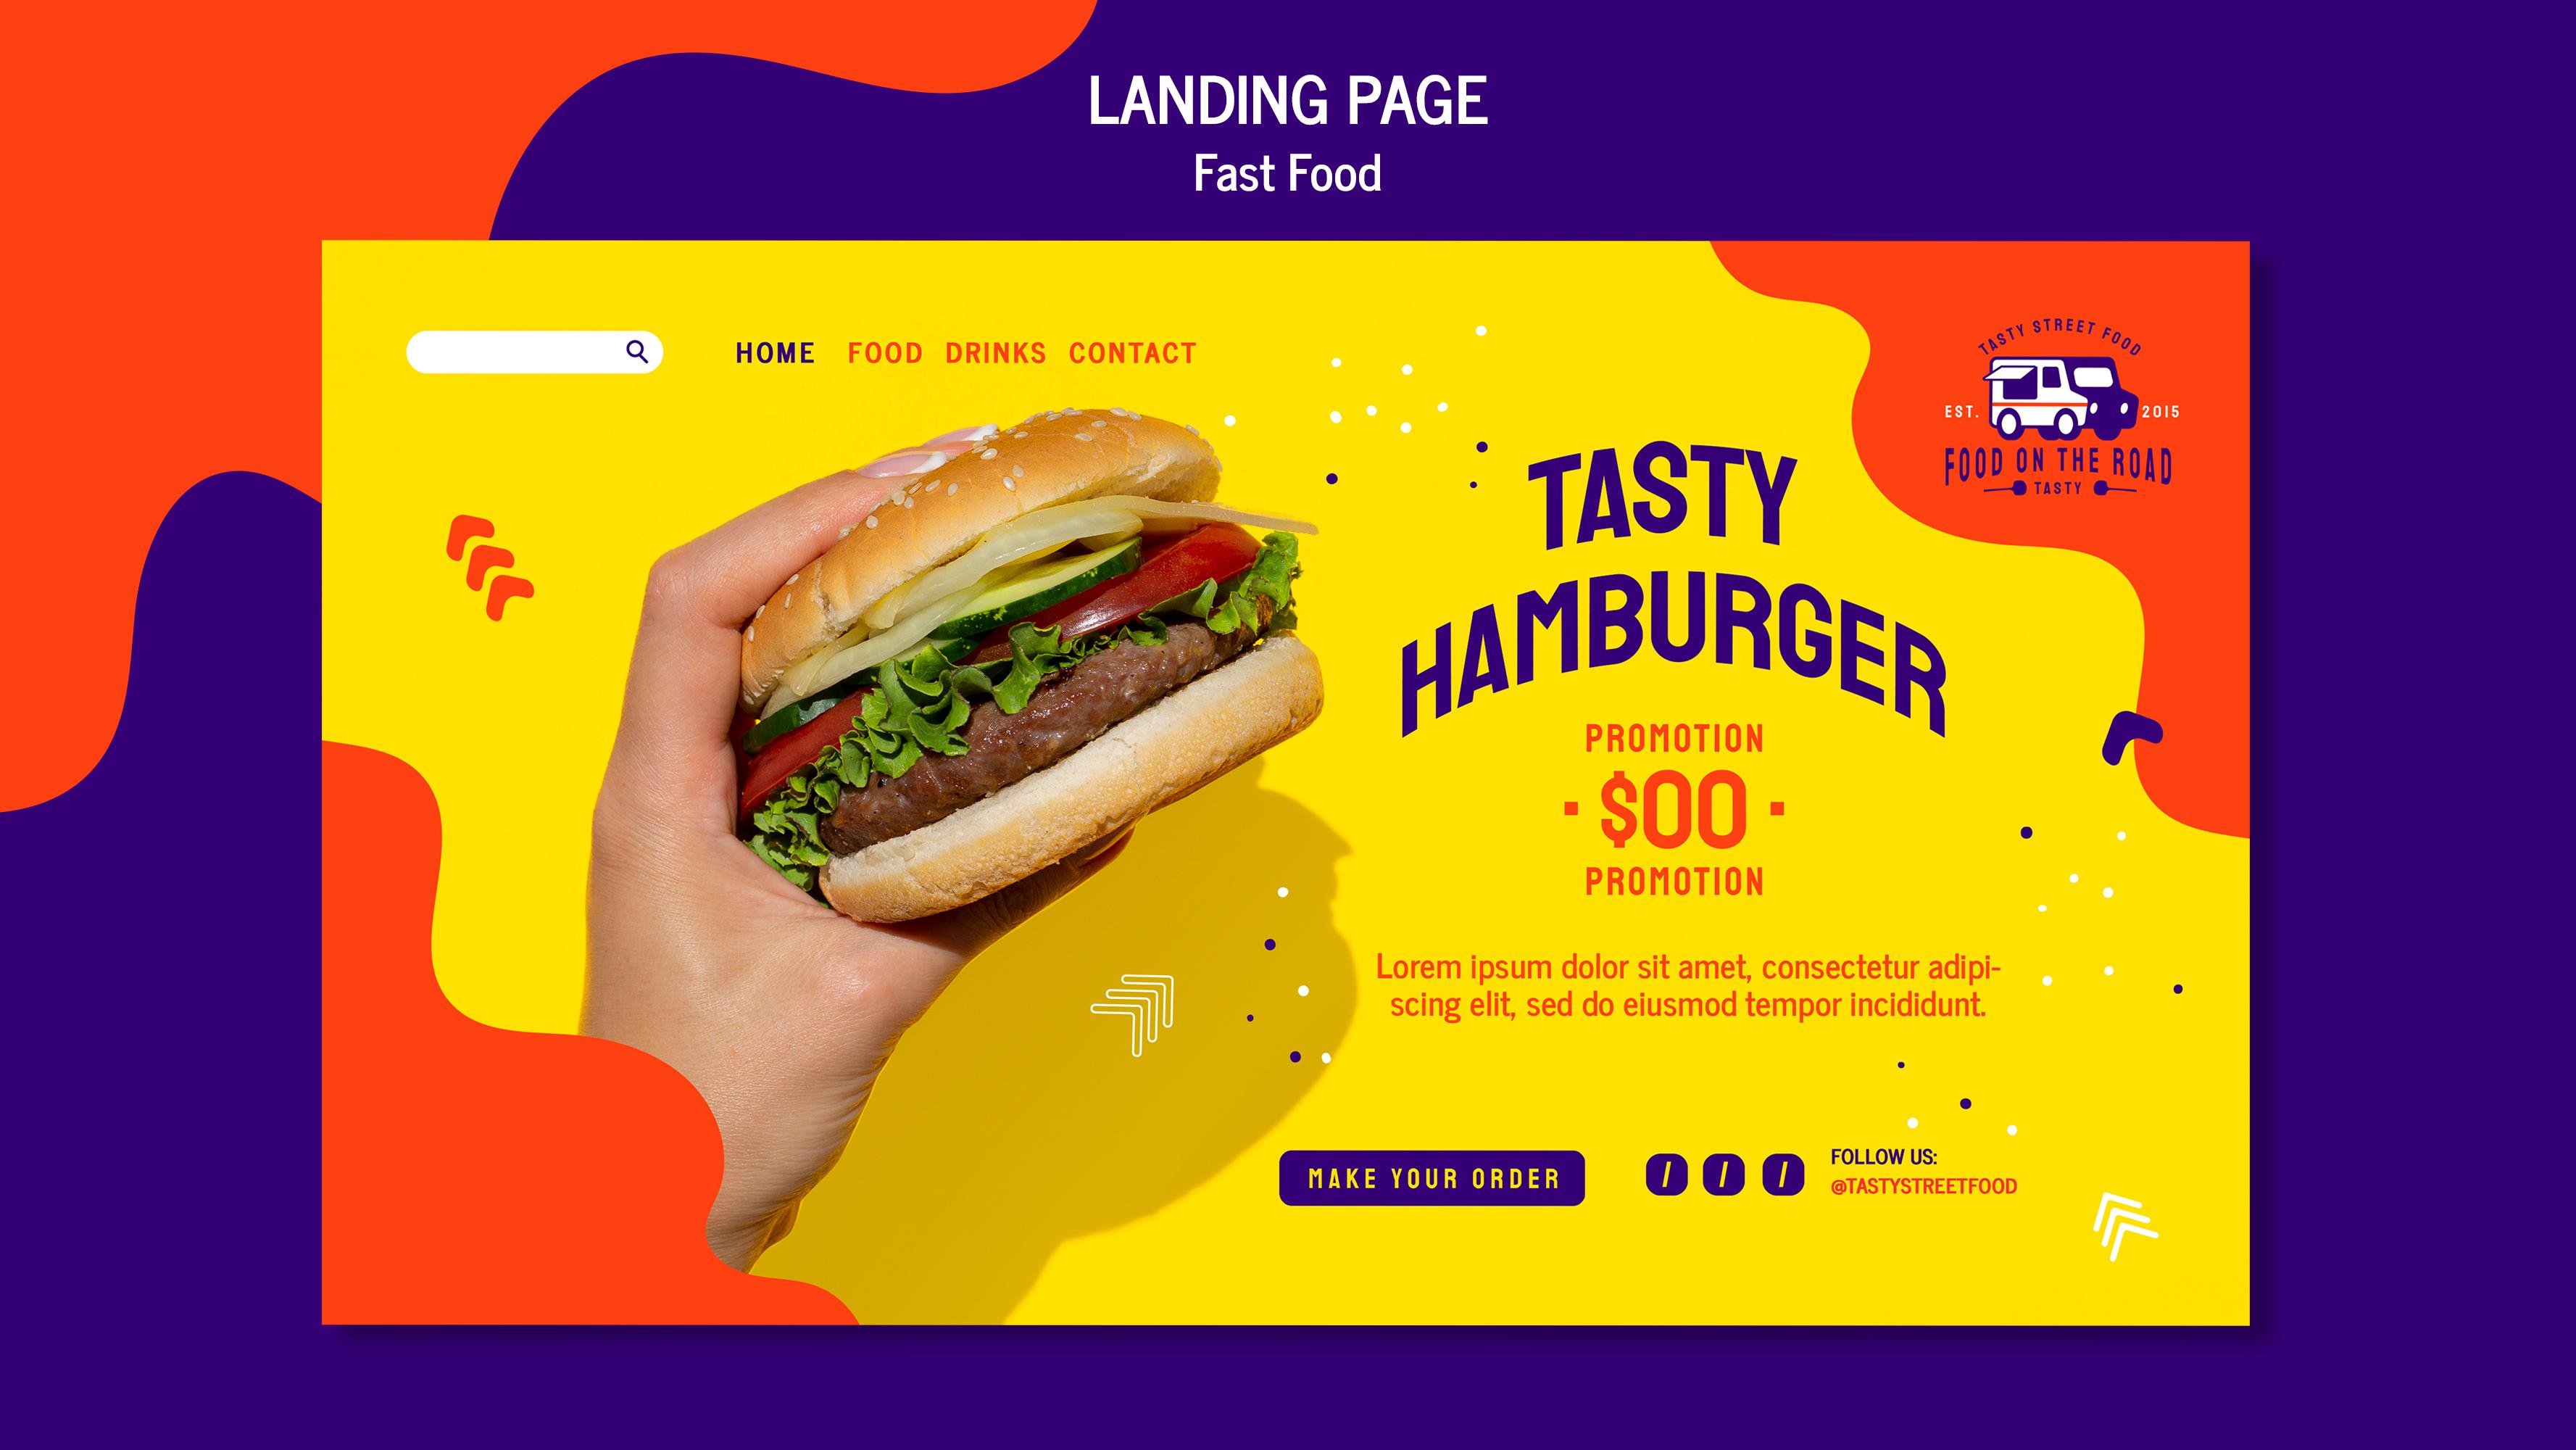 LANDING PAGE
Fast Food
HOME FOOD DRINKS CONTACT
TASTY STREET FOOD
EST. 2015
FOOD ON THE ROAD
TASTY
TASTY
HAMBURGER
PROMOTION
$00
PROMOTION
Lorem ipsum dolor sit amet, consectetur adipi-
scing elit, sed do eiusmod tempor incididunt.
MAKE YOUR ORDER
/ / /
FOLLOW US:
@TASTYSTREETFOOD